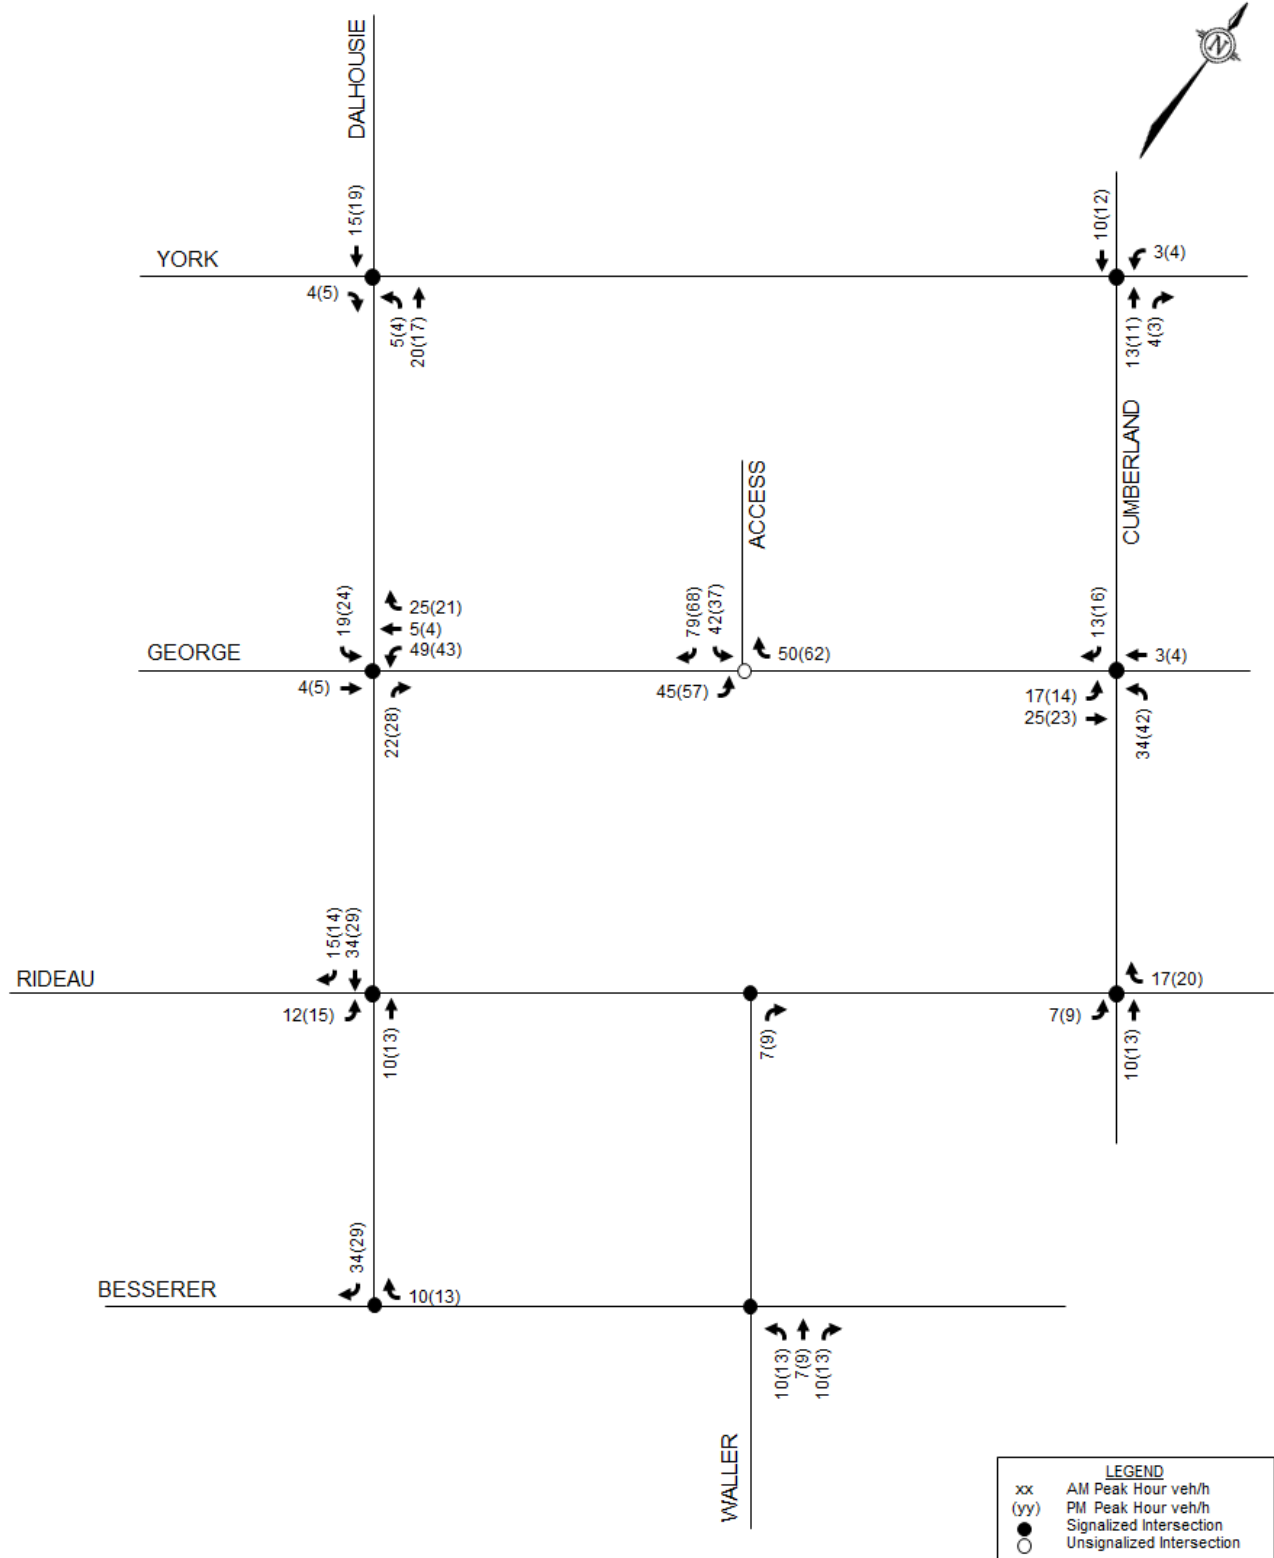 N
DALHOUSIE
15(19)
10(12)
YORK
3(4)
4(5)
5(4)
20(17)
13(11)
4(3)
CUMBERLAND
ACCESS
19(24)
25(21)
5(4)
49(43)
79(68)
42(37)
13(16)
GEORGE
50(62)
3(4)
4(5)
45(57)
17(14)
25(23)
22(28)
34(42)
15(14)
34(29)
RIDEAU
17(20)
12(15)
7(9)
10(13)
7(9)
10(13)
34(29)
BESSERER
10(13)
10(13)
7(9)
10(13)
WALLER
LEGEND
xx AM Peak Hour veh/h
(yy) PM Peak Hour veh/h
Signalized Intersection
Unsignalized Intersection